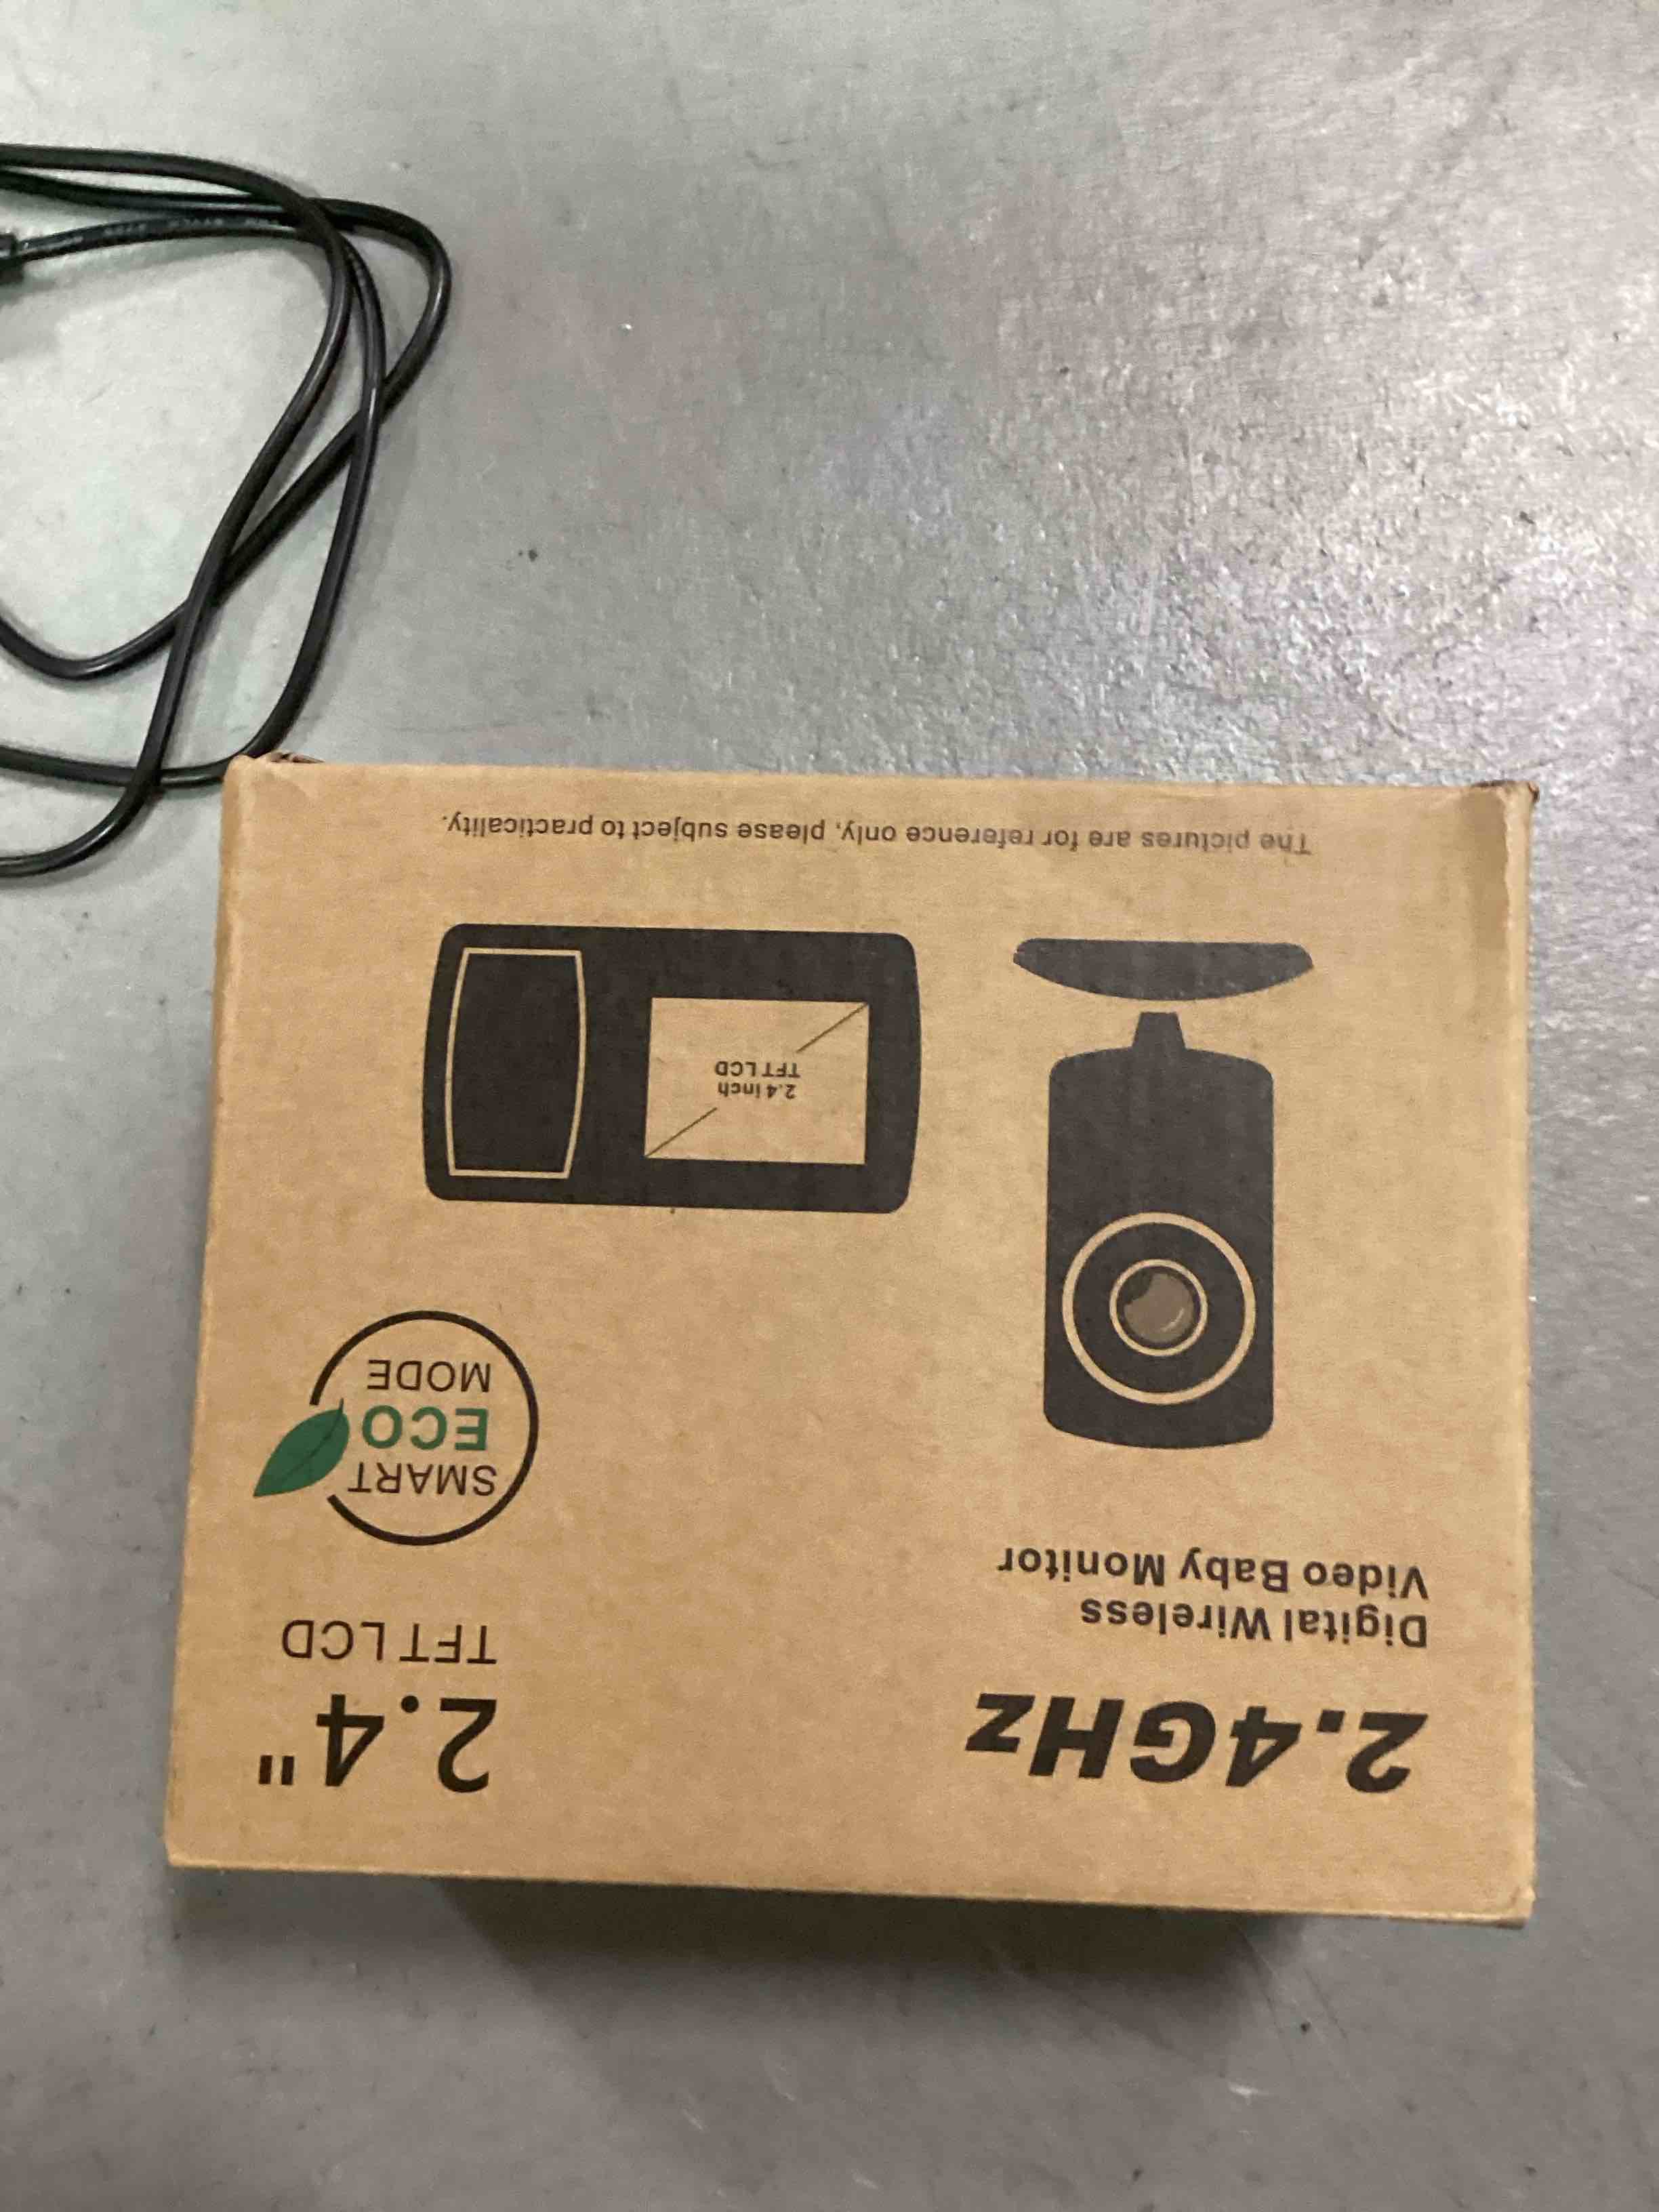 2.4GHz
Digital Wireless
Video Baby Monitor
2.4"
TFT LCD
SMART
ECO
MODE
2.4 inch
TFT LCD
The pictures are for reference only, please subject to practicality.